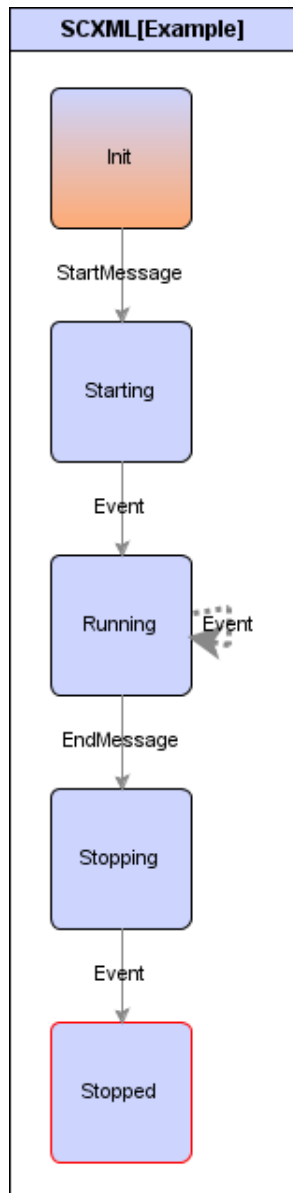 SCXML[Example]
Init
StartMessage
Starting
Event
Running
Event
EndMessage
Stopping
Event
Stopped